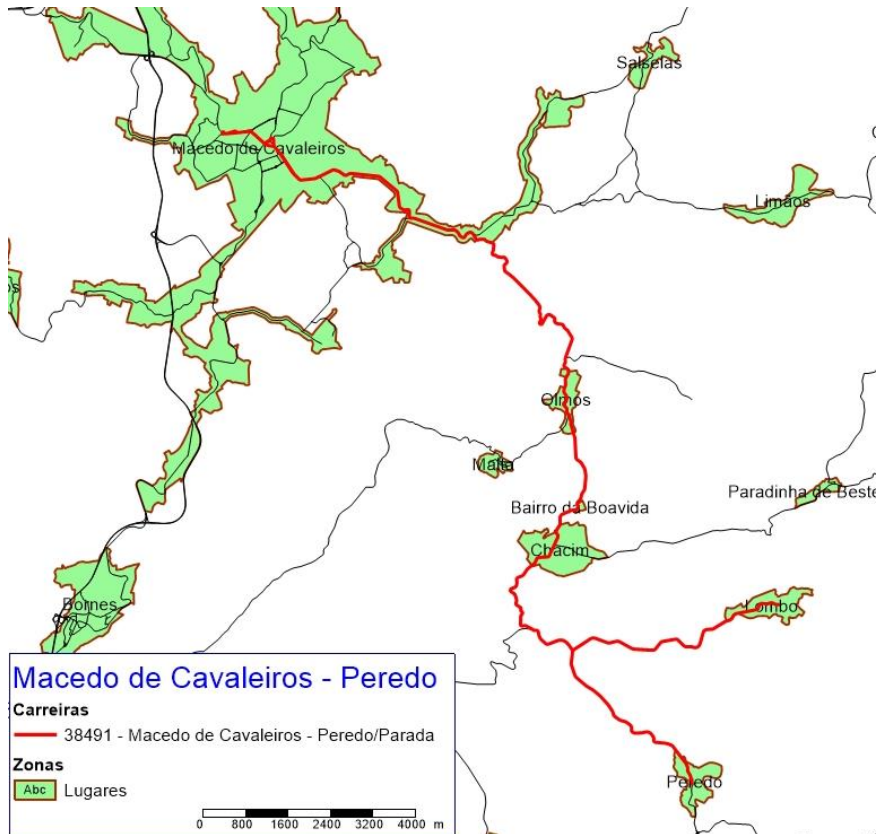 Salselas
Macedo de Cavaleiros
Limãos
Olmos
Malta
Paradinha de Beste
Bairro da Boavida
Chacim
Bornes
Lombo
Peredo
Macedo de Cavaleiros - Peredo
Carreiras
38491 - Macedo de Cavaleiros - Peredo/Parada
Zonas
Abc Lugares
0 800 1600 2400 3200 4000 m